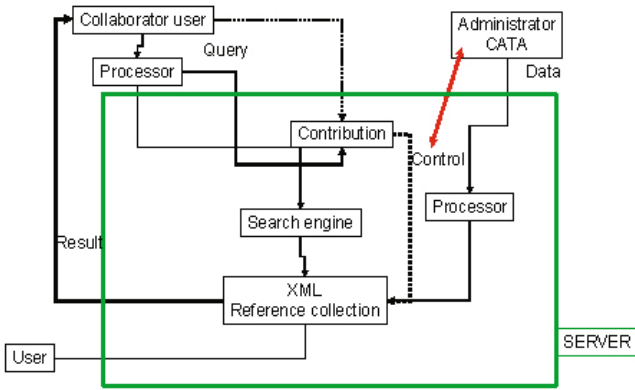 Collaborator user
Administrator
CATA
Query
Processor
Data
Contribution
Control
Processor
Search engine
Result
XML
Reference collection
SERVER
User